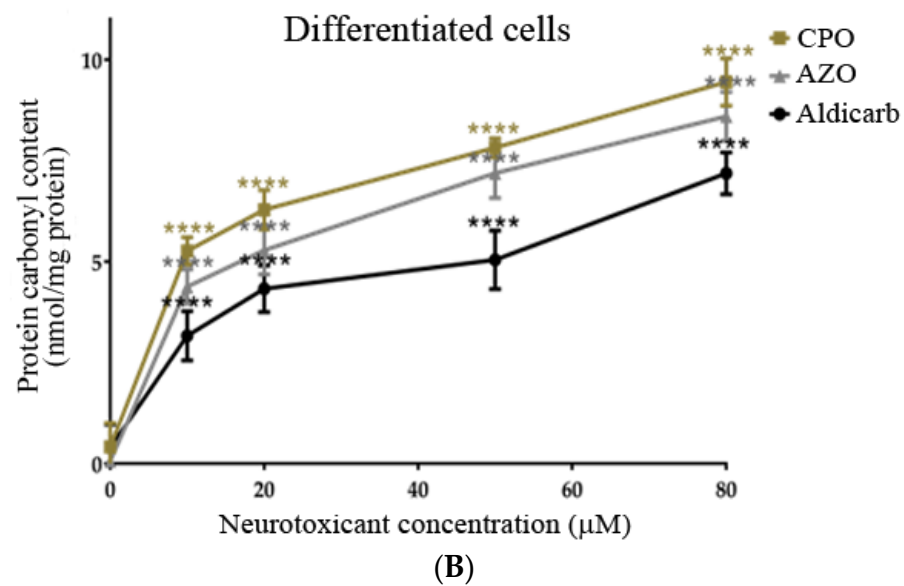 Differentiated cells
CPO
AZO
Aldicarb
Protein carbonyl content
(nmol/mg protein)
10
5
0
****
****
****
****
****
****
****
****
****
****
****
****
0 20 40 60 80
Neurotoxicant concentration (μM)
(B)